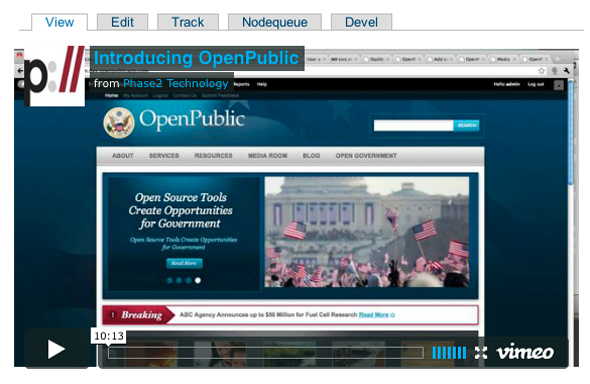 View Edit Track Nodequeue Devel
p://
Introducing OpenPublic
from Phase2 Technology
Reports Help Hello admin Log out
Home My Account Logout Contact Us Submit Feedback
OpenPublic
SEARCH
ABOUT SERVICES RESOURCES MEDIA ROOM BLOG OPEN GOVERNMENT
Open Source Tools
Create Opportunities
for Government
Open Source Tools Create Opportunities
for Government
Read More
Breaking ABC Agency Announces up to $50 Million for Fuel Cell Research Read More
10:13
vimeo